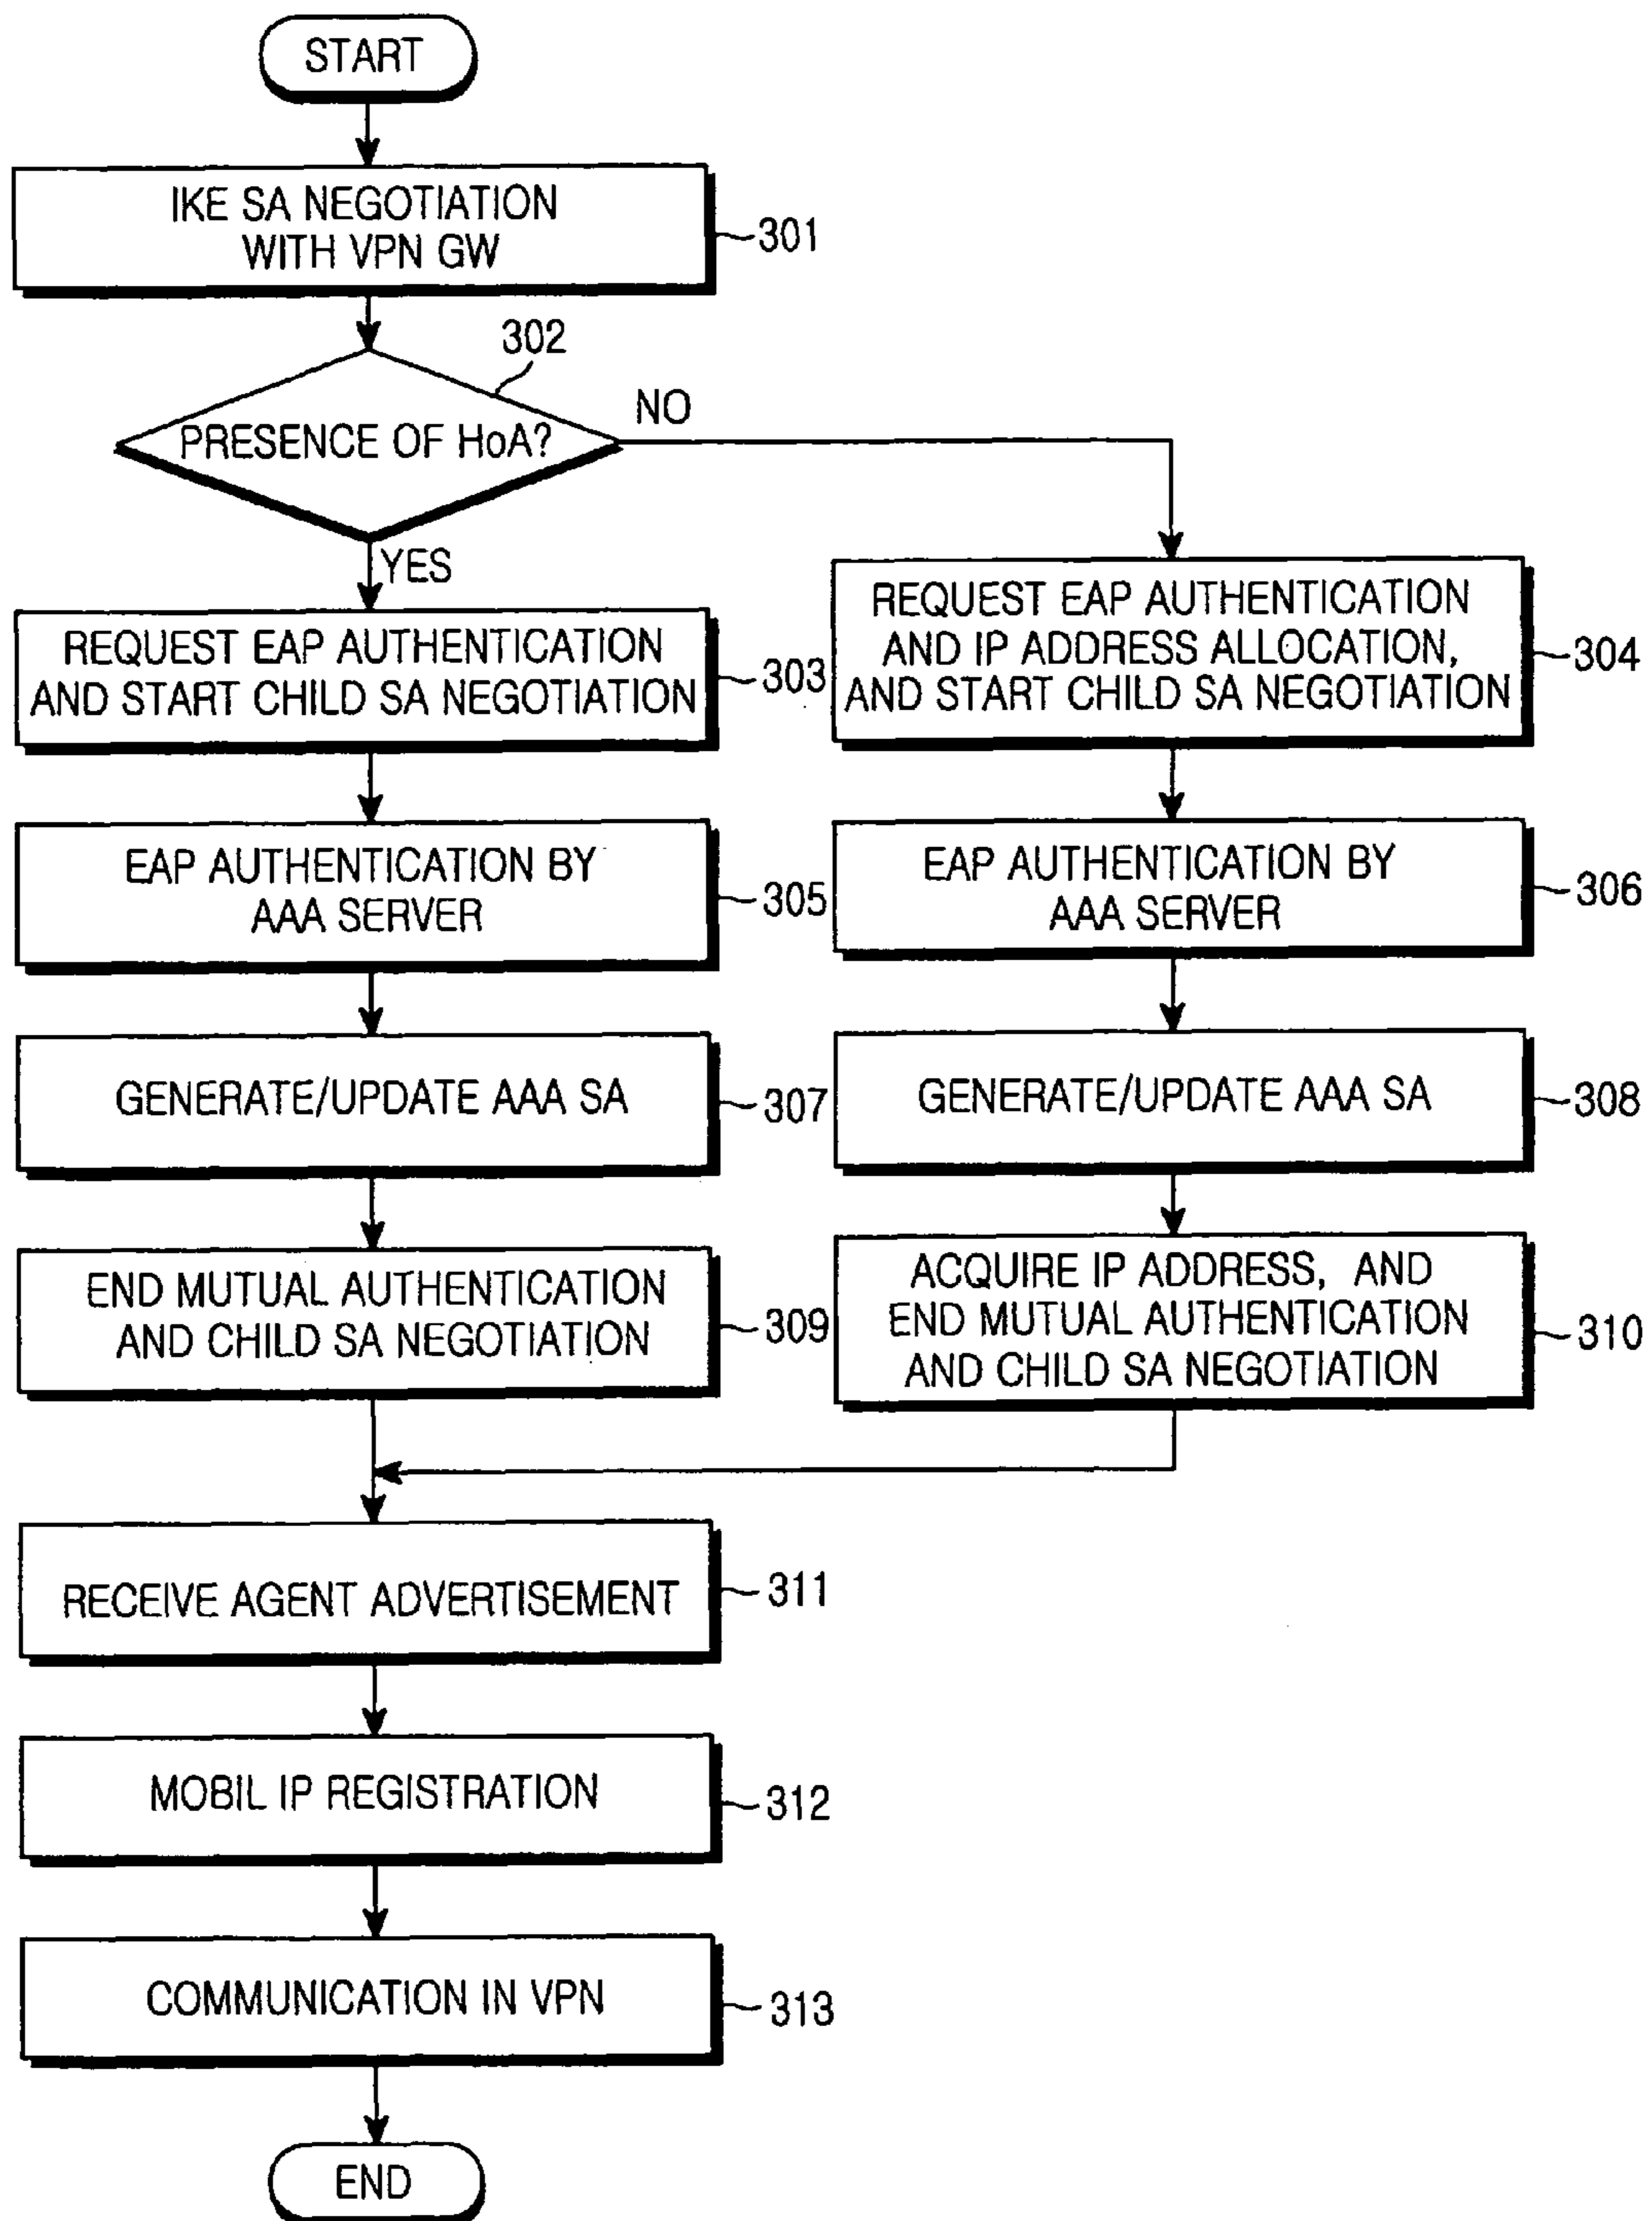 START
IKE SA NEGOTIATION
WITH VPN GW
301
302
PRESENCE OF HoA?
NO
YES
REQUEST EAP AUTHENTICATION
AND START CHILD SA NEGOTIATION
303
REQUEST EAP AUTHENTICATION
AND IP ADDRESS ALLOCATION,
AND START CHILD SA NEGOTIATION
304
EAP AUTHENTICATION BY
AAA SERVER
305
EAP AUTHENTICATION BY
AAA SERVER
306
GENERATE/UPDATE AAA SA
307
GENERATE/UPDATE AAA SA
308
END MUTUAL AUTHENTICATION
AND CHILD SA NEGOTIATION
309
ACQUIRE IP ADDRESS, AND
END MUTUAL AUTHENTICATION
AND CHILD SA NEGOTIATION
310
RECEIVE AGENT ADVERTISEMENT
311
MOBIL IP REGISTRATION
312
COMMUNICATION IN VPN
313
END